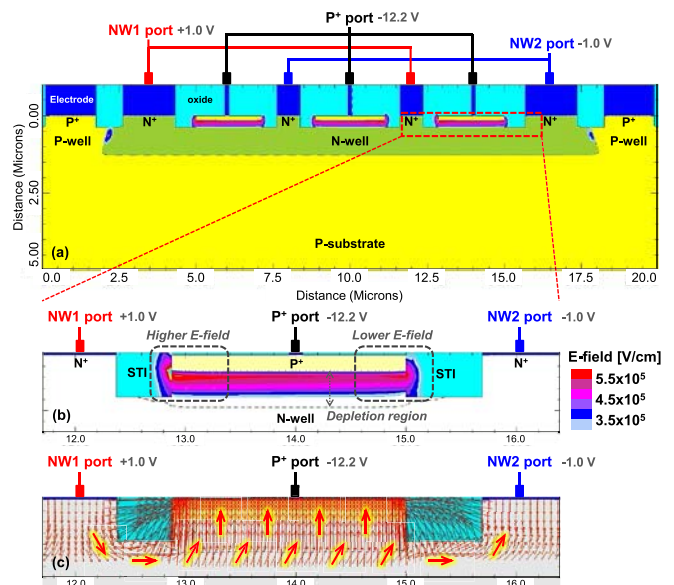 P+ port -12.2 V
NW1 port +1.0 V
NW2 port -1.0 V
Electrode
oxide
P+ N+ N+ N+ N+ P+
P-well N-well P-well
P-substrate
(a)
Distance (Microns)
0.00
2.50
5.00
0.0 2.5 5.0 7.5 10.0 12.5 15.0 17.5 20.0
Distance (Microns)
NW1 port +1.0 V P+ port -12.2 V NW2 port -1.0 V
Higher E-field Lower E-field
N+ P+ N+
STI STI
E-field [V/cm]
5.5x10⁵
4.5x10⁵
3.5x10⁵
Depletion region
N-well
(b)
12.0 13.0 14.0 15.0 16.0
NW1 port +1.0 V P+ port -12.2 V NW2 port -1.0 V
(c)
12.0 13.0 14.0 15.0 16.0